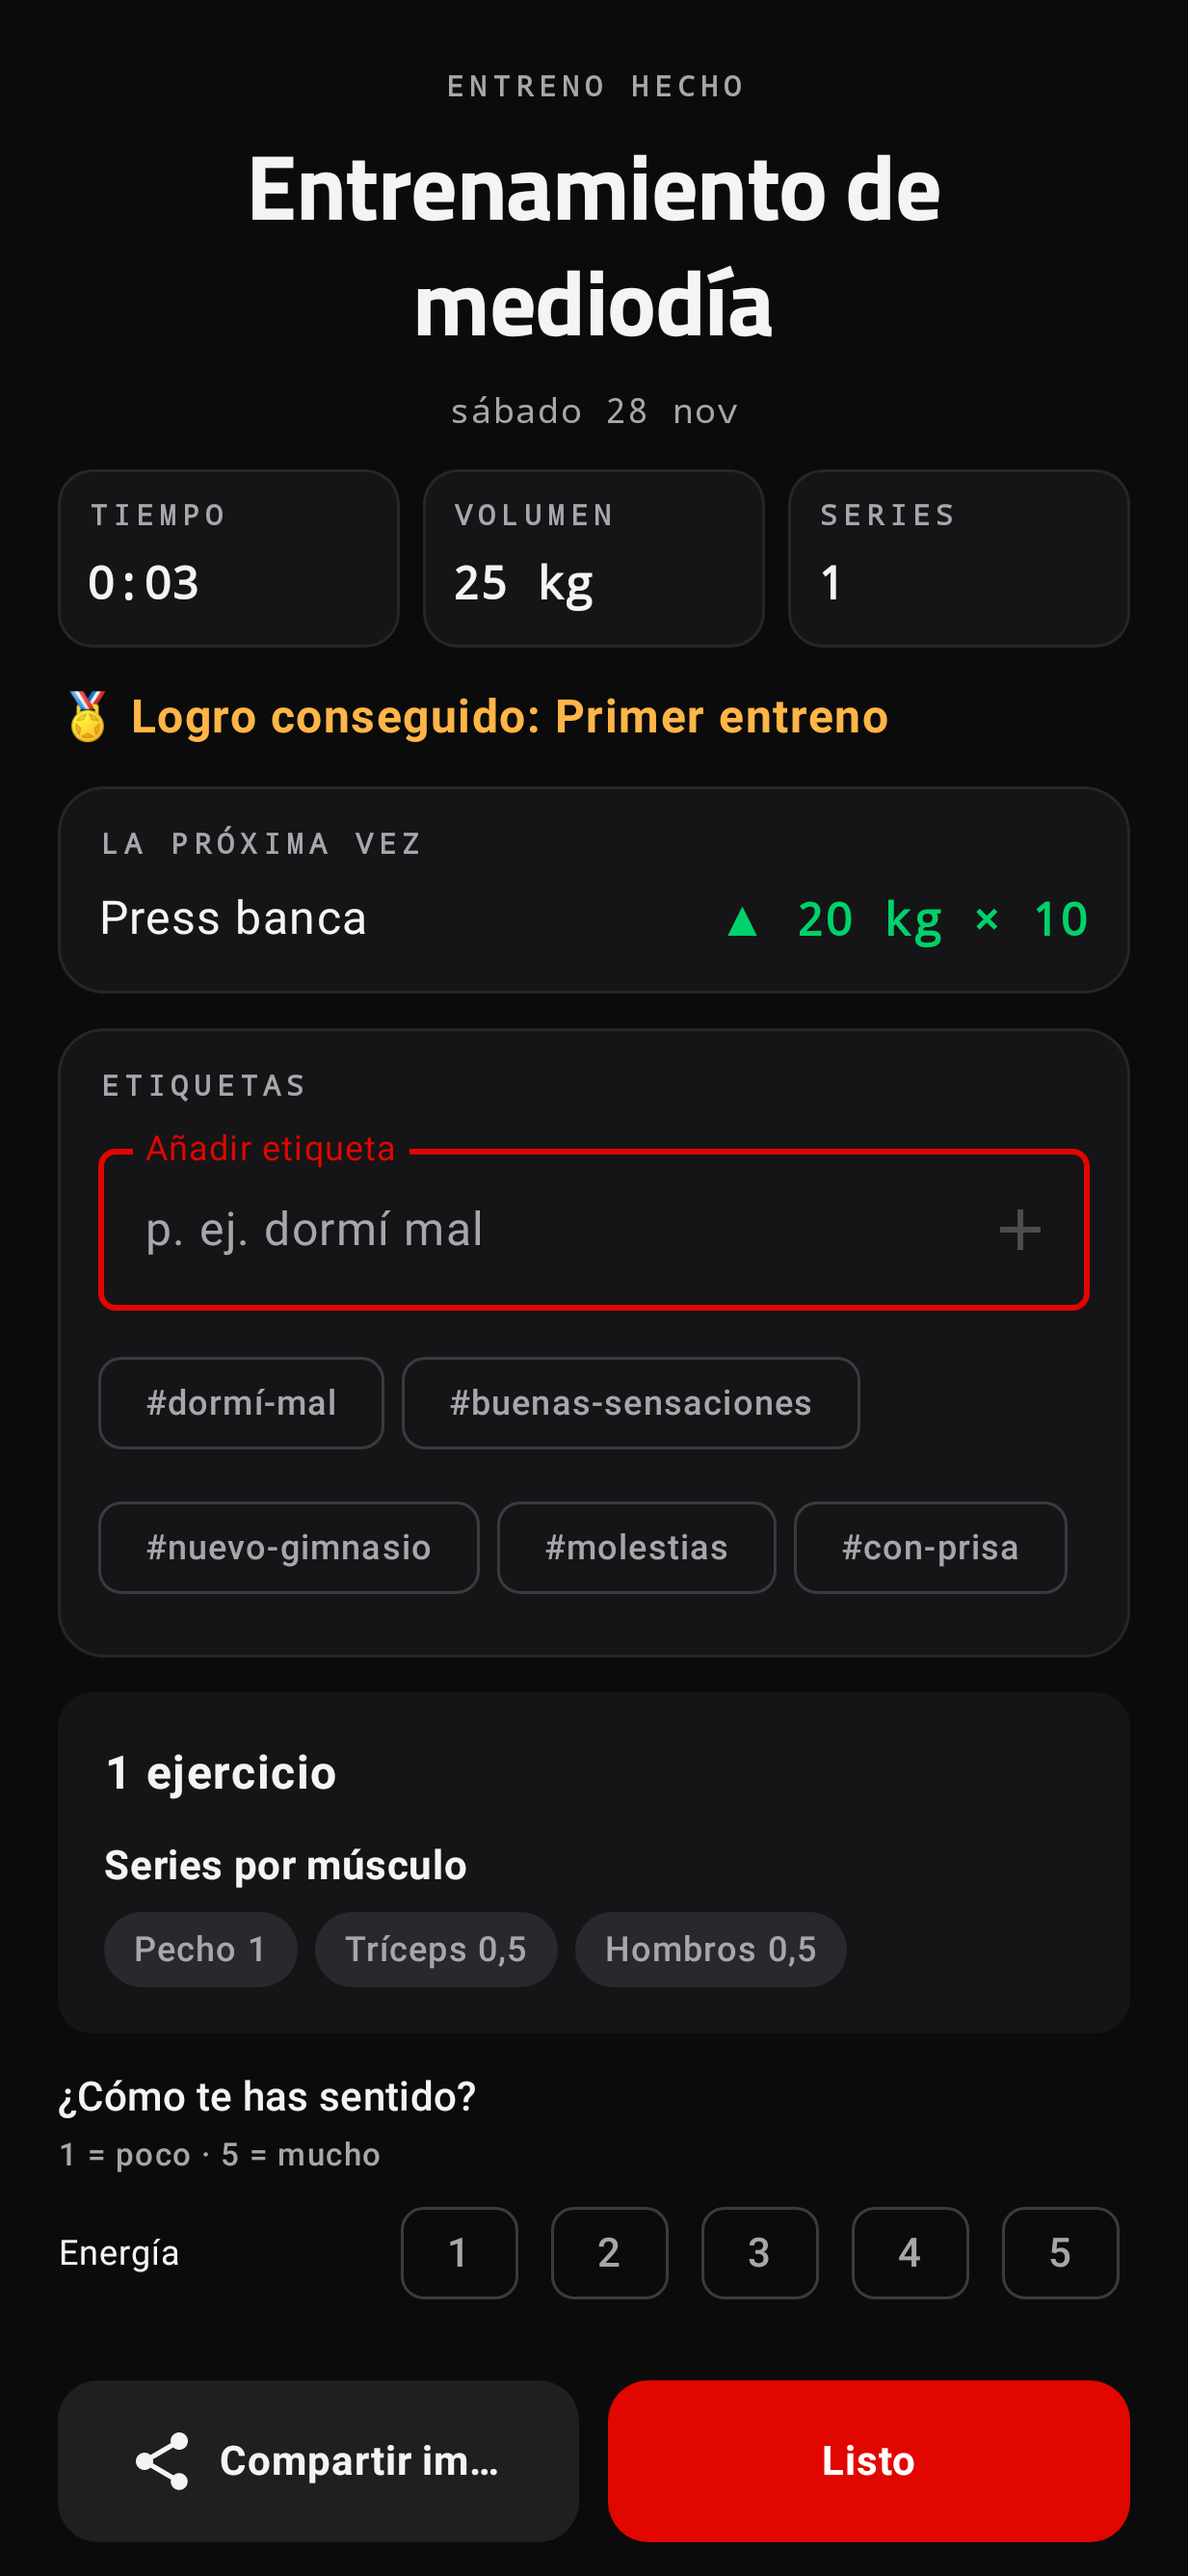 ENTRENO HECHO
Entrenamiento de
mediodía
sábado 28 nov
TIEMPO
0:03
VOLUMEN
25 kg
SERIES
1
🏅 Logro conseguido: Primer entreno
LA PRÓXIMA VEZ
Press banca ▲ 20 kg × 10
ETIQUETAS
Añadir etiqueta
p. ej. dormí mal
#dormí-mal #buenas-sensaciones
#nuevo-gimnasio #molestias #con-prisa
1 ejercicio
Series por músculo
Pecho 1 Tríceps 0,5 Hombros 0,5
¿Cómo te has sentido?
1 = poco · 5 = mucho
Energía 1 2 3 4 5
Compartir im… Listo